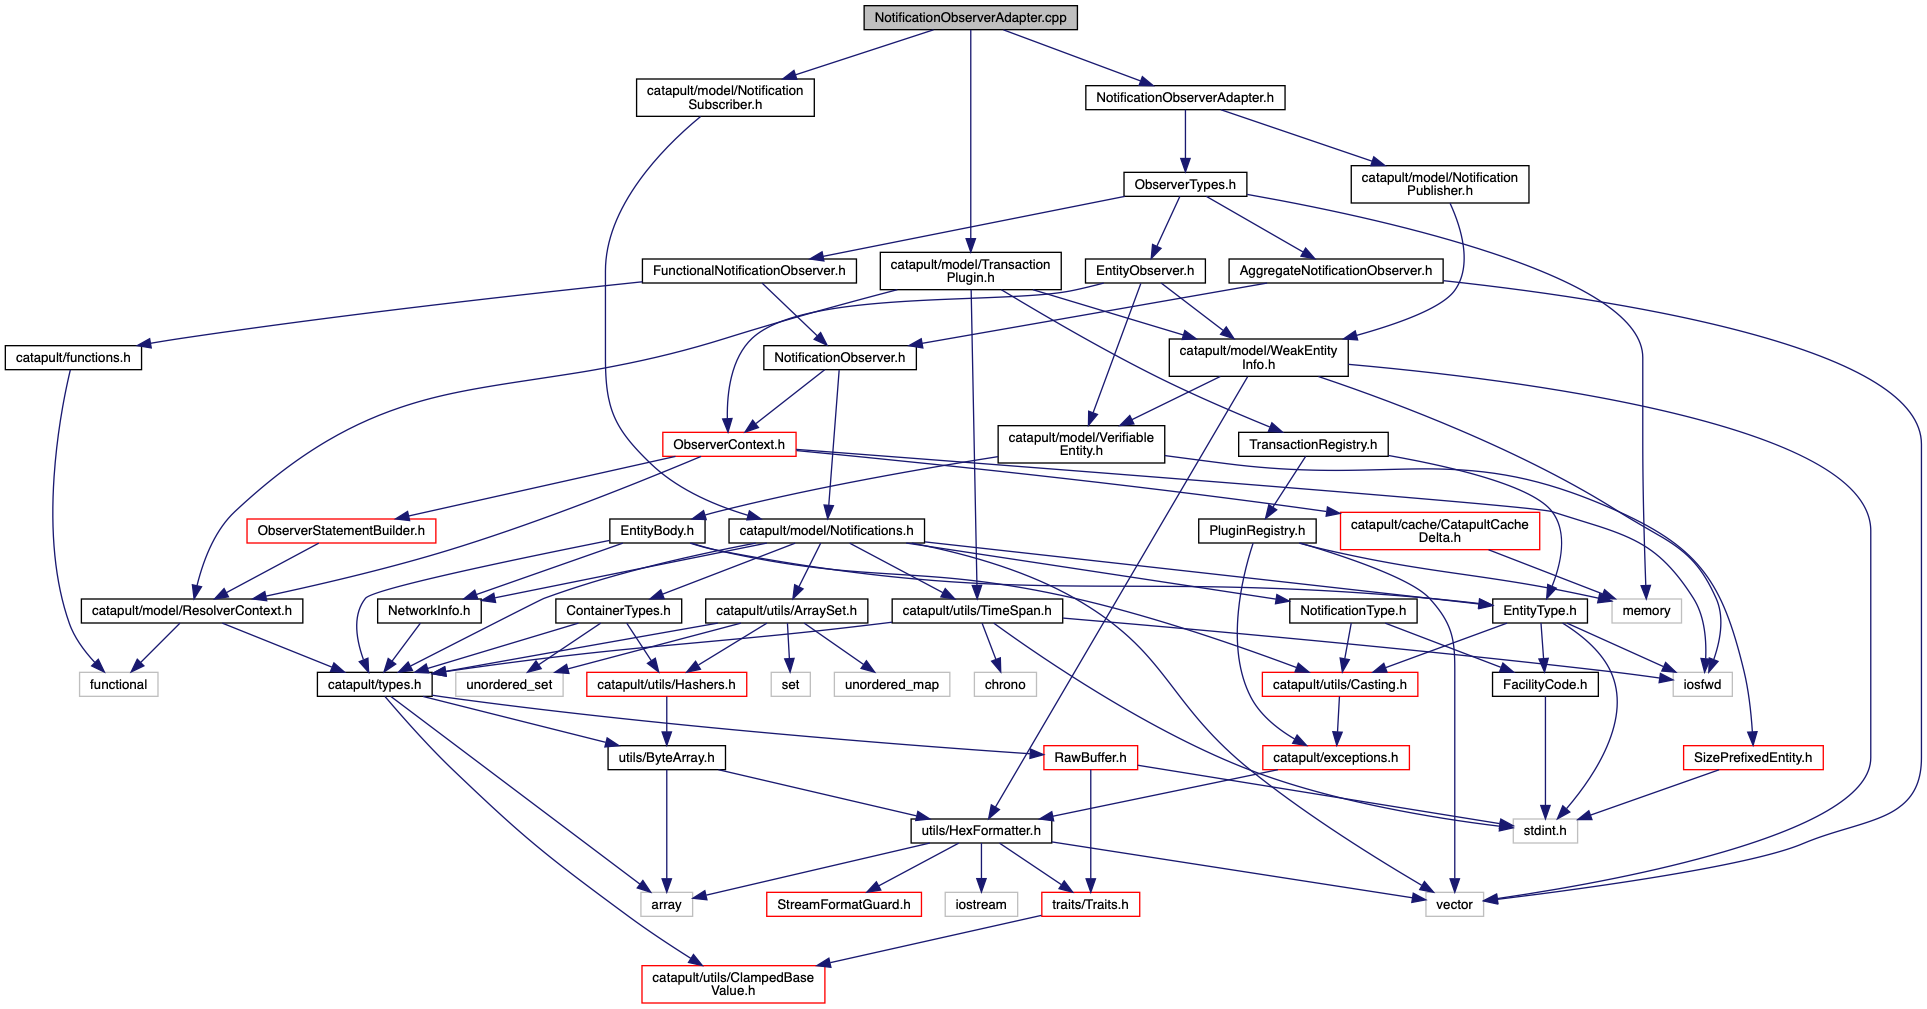 NotificationObserverAdapter.cpp
catapult/model/Notification
Subscriber.h
NotificationObserverAdapter.h
ObserverTypes.h
catapult/model/Notification
Publisher.h
FunctionalNotificationObserver.h
catapult/model/Transaction
Plugin.h
EntityObserver.h
AggregateNotificationObserver.h
catapult/functions.h
NotificationObserver.h
catapult/model/WeakEntity
Info.h
ObserverContext.h
catapult/model/Verifiable
Entity.h
TransactionRegistry.h
ObserverStatementBuilder.h
EntityBody.h
catapult/model/Notifications.h
PluginRegistry.h
catapult/cache/CatapultCache
Delta.h
catapult/model/ResolverContext.h
NetworkInfo.h
ContainerTypes.h
catapult/utils/ArraySet.h
catapult/utils/TimeSpan.h
NotificationType.h
EntityType.h
memory
functional
catapult/types.h
unordered_set
catapult/utils/Hashers.h
set
unordered_map
chrono
catapult/utils/Casting.h
FacilityCode.h
iosfwd
utils/ByteArray.h
RawBuffer.h
catapult/exceptions.h
SizePrefixedEntity.h
utils/HexFormatter.h
stdint.h
array
StreamFormatGuard.h
iostream
traits/Traits.h
vector
catapult/utils/ClampedBase
Value.h